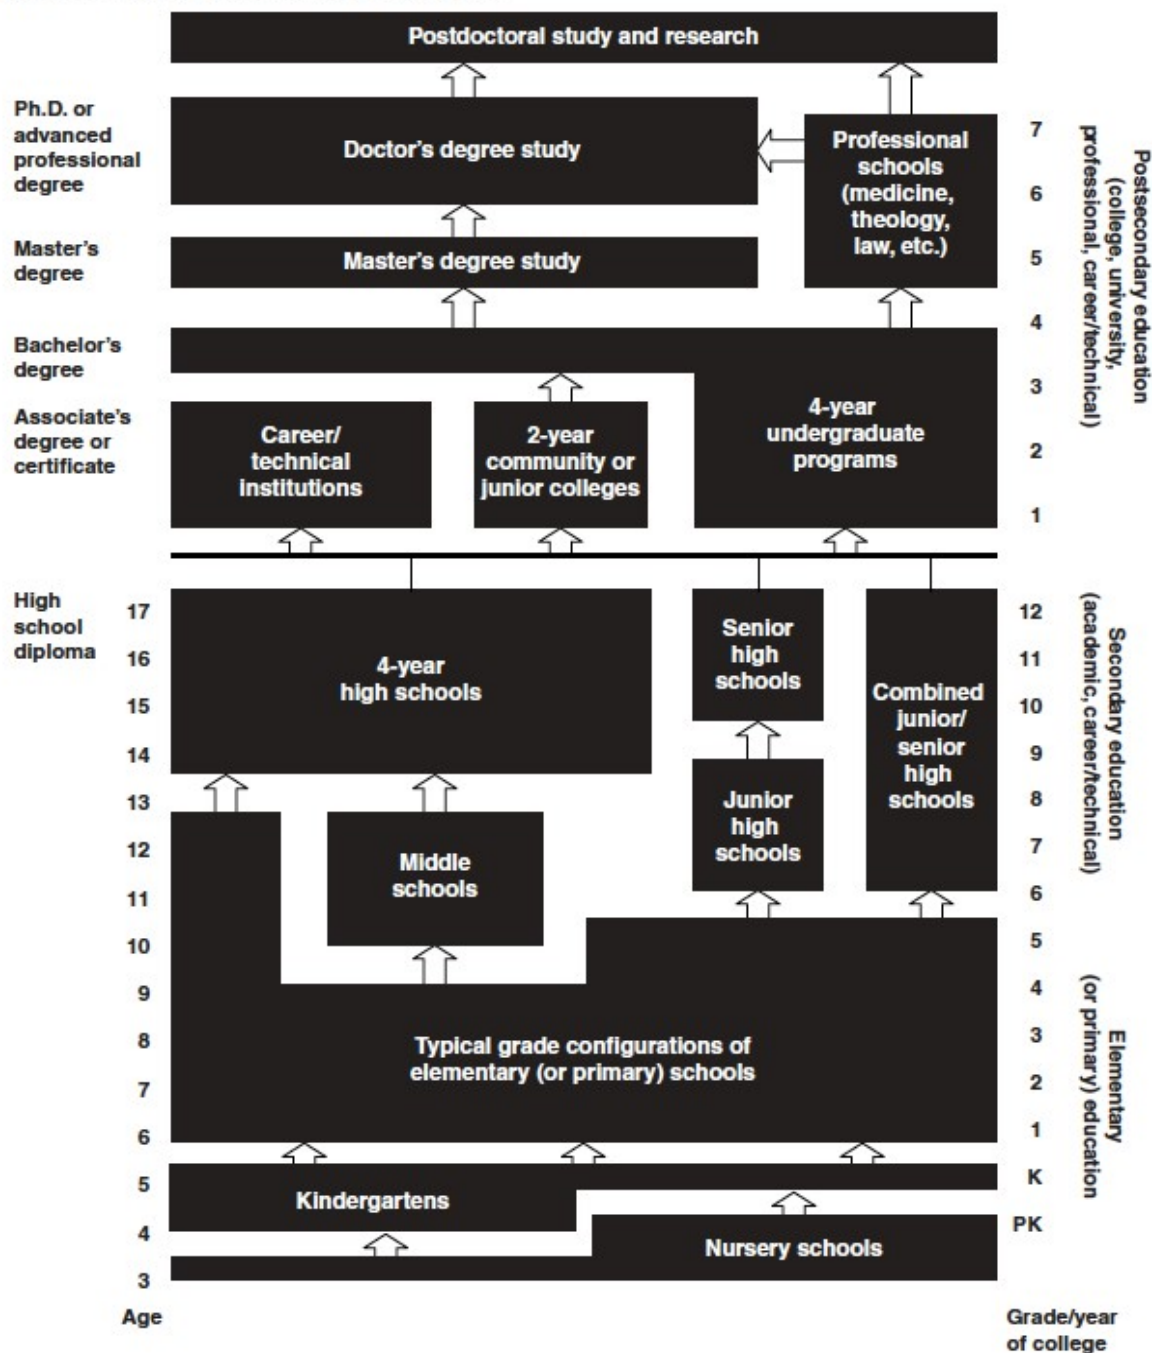 Postdoctoral study and research
Ph.D. or
advanced
professional
degree
Doctor's degree study
Professional
schools
(medicine,
theology,
law, etc.)
7
6
5
Master's
degree
Master's degree study
4
Bachelor's
degree
3
Associate's
degree or
certificate
Career/
technical
institutions
2-year
community or
junior colleges
4-year
undergraduate
programs
2
1
Postsecondary education
(college, university,
professional, career/technical)
High
school
diploma
17
16
15
14
13
12
11
10
9
8
7
6
5
4
3
Age
4-year
high schools
Senior
high
schools
Combined
junior/
senior
high
schools
Junior
high
schools
Middle
schools
Typical grade configurations of
elementary (or primary) schools
Kindergartens
Nursery schools
12
11
10
9
8
7
6
5
4
3
2
1
K
PK
Grade/year
of college
Secondary education
(academic, career/technical)
Elementary
(or primary) education